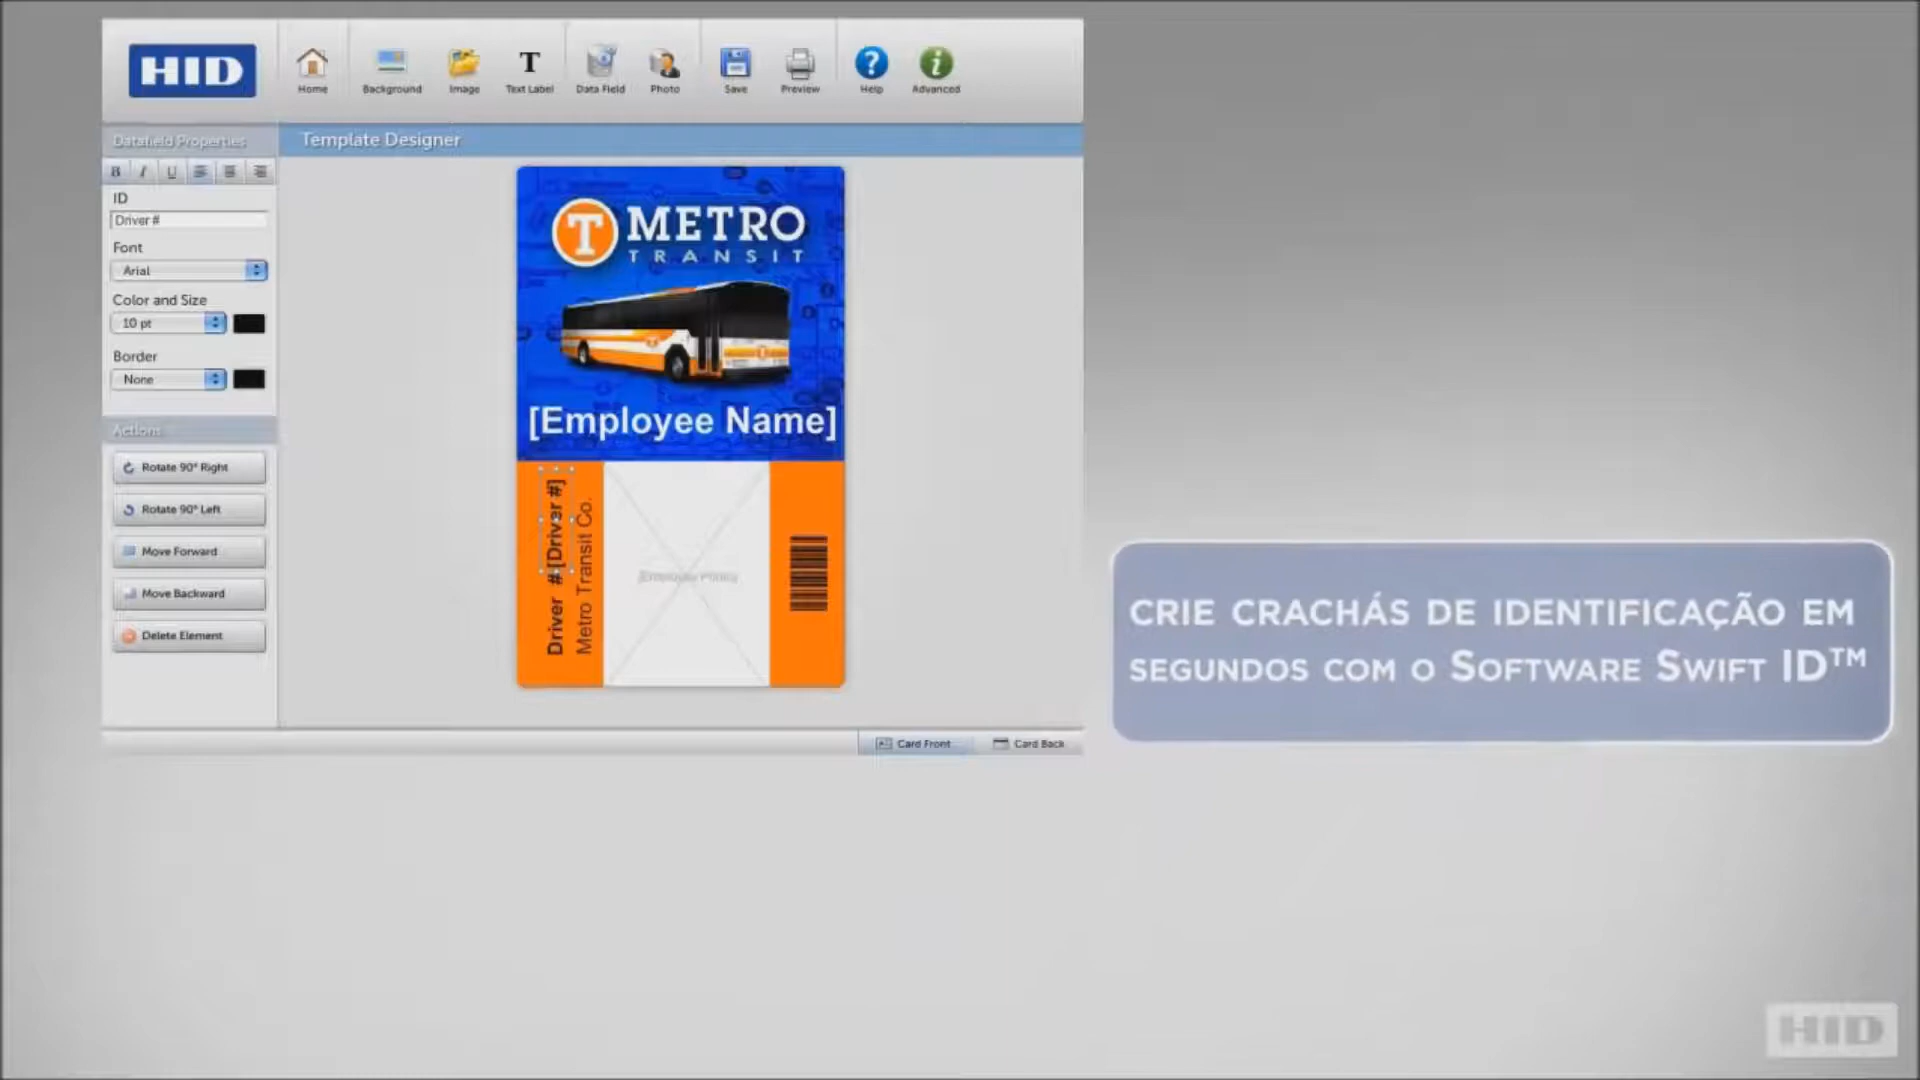 HID
Home
Background
Image
T
Text Label
Data Field
Photo
Save
Preview
?
Help
i
Advanced
Datafield Properties
Template Designer
B I U
ID
Driver #
Font
Arial
Color and Size
10 pt
Border
None
Actions
Rotate 90° Right
Rotate 90° Left
Move Forward
Move Backward
Delete Element
T METRO
TRANSIT
[Employee Name]
Driver # [Driver #]
Metro Transit Co.
[Employee Photo]
Card Front
Card Back
CRIE CRACHÁS DE IDENTIFICAÇÃO EM
SEGUNDOS COM O SOFTWARE SWIFT ID™
HID